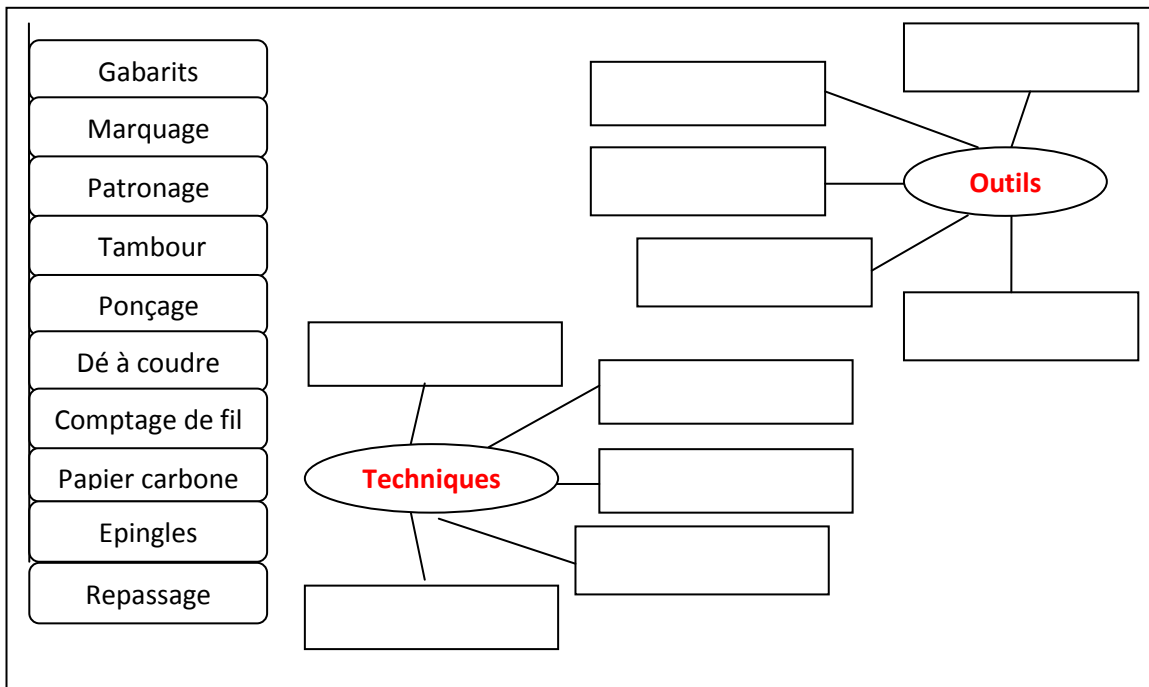 Gabarits
Marquage
Patronage
Tambour
Ponçage
Dé à coudre
Comptage de fil
Papier carbone
Epingles
Repassage
Outils
Techniques